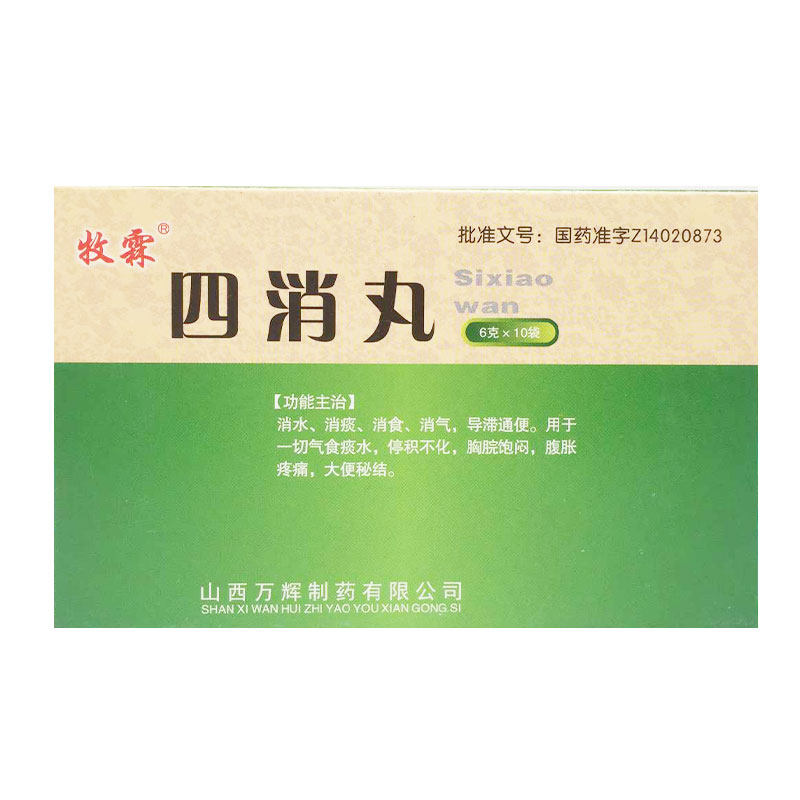 牧霖®
批准文号：国药准字Z14020873
四消丸
Sixiao
wan
6克×10袋
【功能主治】
消水、消痰、消食、消气，导滞通便。用于
一切气食痰水，停积不化，胸脘饱闷，腹胀
疼痛，大便秘结。
山西万辉制药有限公司
SHAN XI WAN HUI ZHI YAO YOU XIAN GONG SI